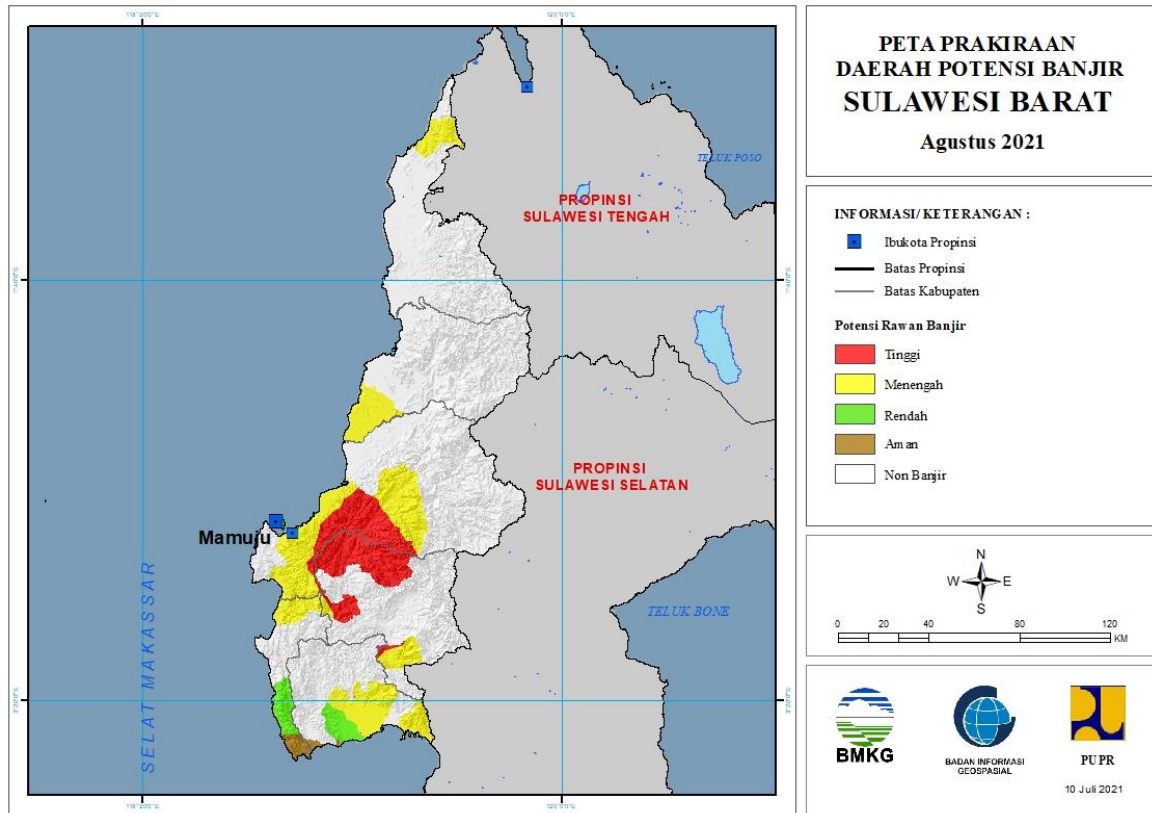 PETA PRAKIRAAN
DAERAH POTENSI BANJIR
SULAWESI BARAT
Agustus 2021
INFORMASI/ KETERANGAN :
Ibukota Propinsi
Batas Propinsi
Batas Kabupaten
Potensi Rawan Banjir
Tinggi
Menengah
Rendah
Aman
Non Banjir
N
W E
S
0 20 40 80 120
KM
BMKG
BADAN INFORMASI
GEOSPASIAL
PUPR
10 Juli 2021
TELUK POSO
PROPINSI
SULAWESI TENGAH
PROPINSI
SULAWESI SELATAN
Mamuju
SELAT MAKASSAR
TELUK BONE